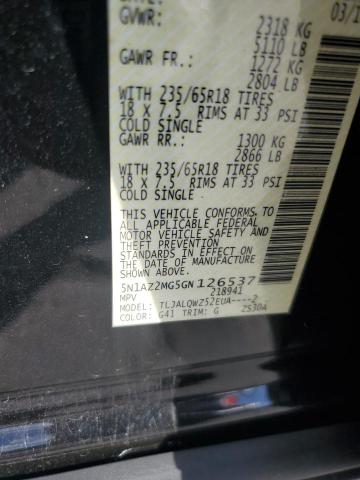 GVWR: 2318 KG
5110 LB
GAWR FR.: 1272 KG
2804 LB
WITH 235/65R18 TIRES
18 X 7.5 RIMS AT 33 PSI
COLD SINGLE
GAWR RR.: 1300 KG
2866 LB
WITH 235/65R18 TIRES
18 X 7.5 RIMS AT 33 PSI
COLD SINGLE
THIS VEHICLE CONFORMS TO
ALL APPLICABLE FEDERAL
MOTOR VEHICLE SAFETY AND
THEFT PREVENTION
STANDARDS IN EFFECT ON
THE DATE OF MANUFACTURE
SHOWN ABOVE.
5N1AZ2MG5GN126537
MPV 218941
MODEL: TLJALQWZ52EUA----2
COLOR: G41 TRIM: G 2S30A